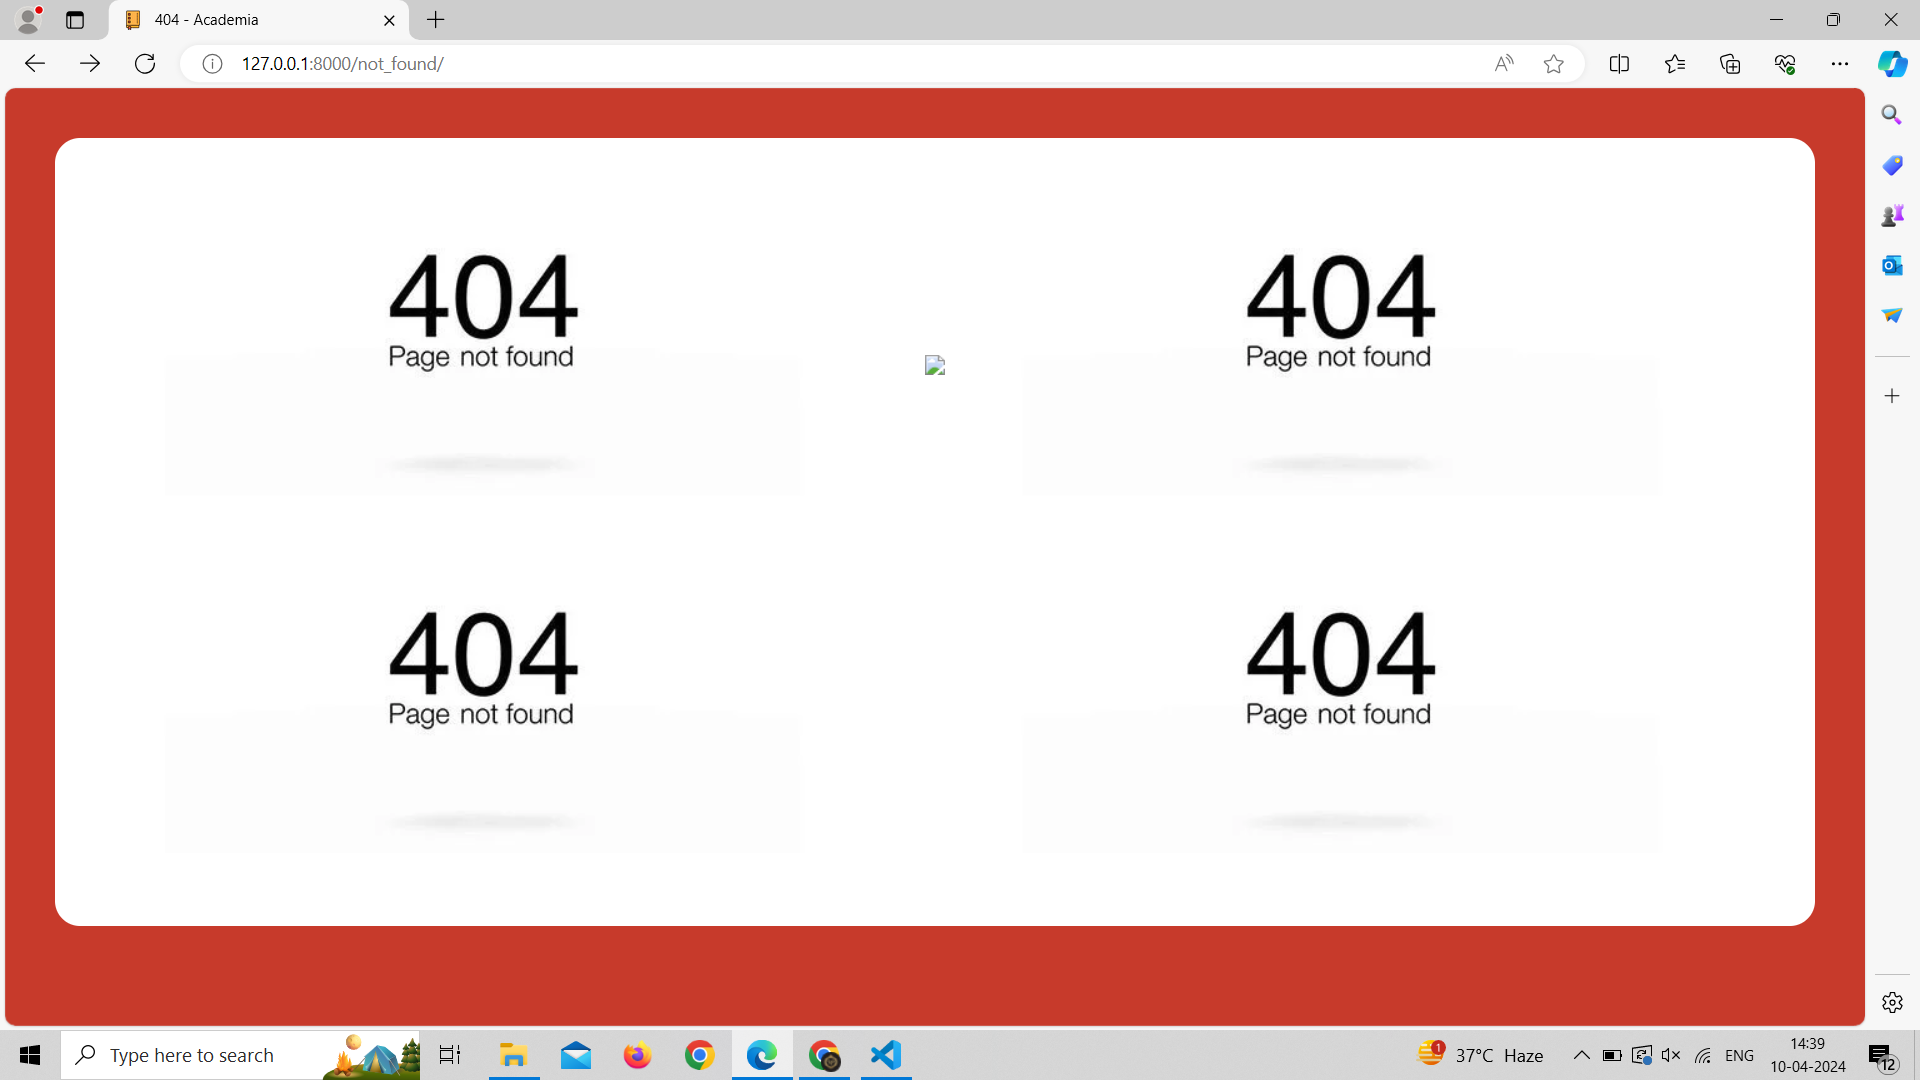 404 - Academia
127.0.0.1:8000/not_found/
404
Page not found
404
Page not found
404
Page not found
404
Page not found
Type here to search
1
37°C Haze
ENG
14:39
10-04-2024
12